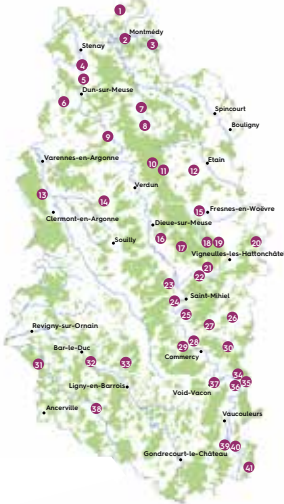 1
Montmédy
2
3
Stenay
4
5
Dun-sur-Meuse
6
7
Spincourt
8
Bouligny
9
Varennes-en-Argonne
10
11
12
Etain
Verdun
13
14
15
Fresnes-en-Woëvre
Clermont-en-Argonne
Dieue-sur-Meuse
Souilly
16
17
18
19
20
Vigneulles-les-Hattonchâte
21
22
23
24
Saint-Mihiel
25
26
27
Revigny-sur-Ornain
Bar-le-Duc
28
29
30
Commercy
31
32
33
34
35
36
37
Ligny-en-Barrois
Void-Vacon
38
Ancerville
Vaucouleurs
39
40
Gondrecourt-le-Château
41